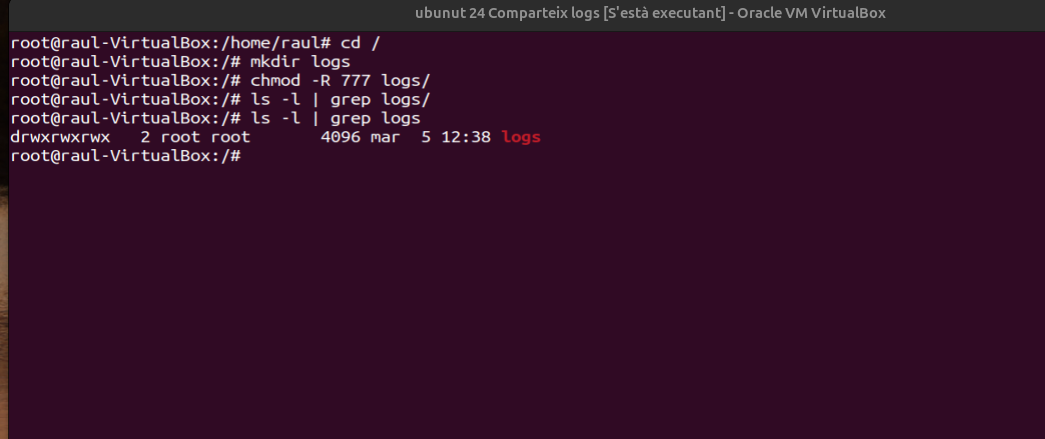 ubunut 24 Comparteix logs [S'està executant] - Oracle VM VirtualBox
root@raul-VirtualBox:/home/raul# cd /
root@raul-VirtualBox:/# mkdir logs
root@raul-VirtualBox:/# chmod -R 777 logs/
root@raul-VirtualBox:/# ls -l | grep logs/
root@raul-VirtualBox:/# ls -l | grep logs
drwxrwxrwx   2 root root       4096 mar  5 12:38 logs
root@raul-VirtualBox:/#